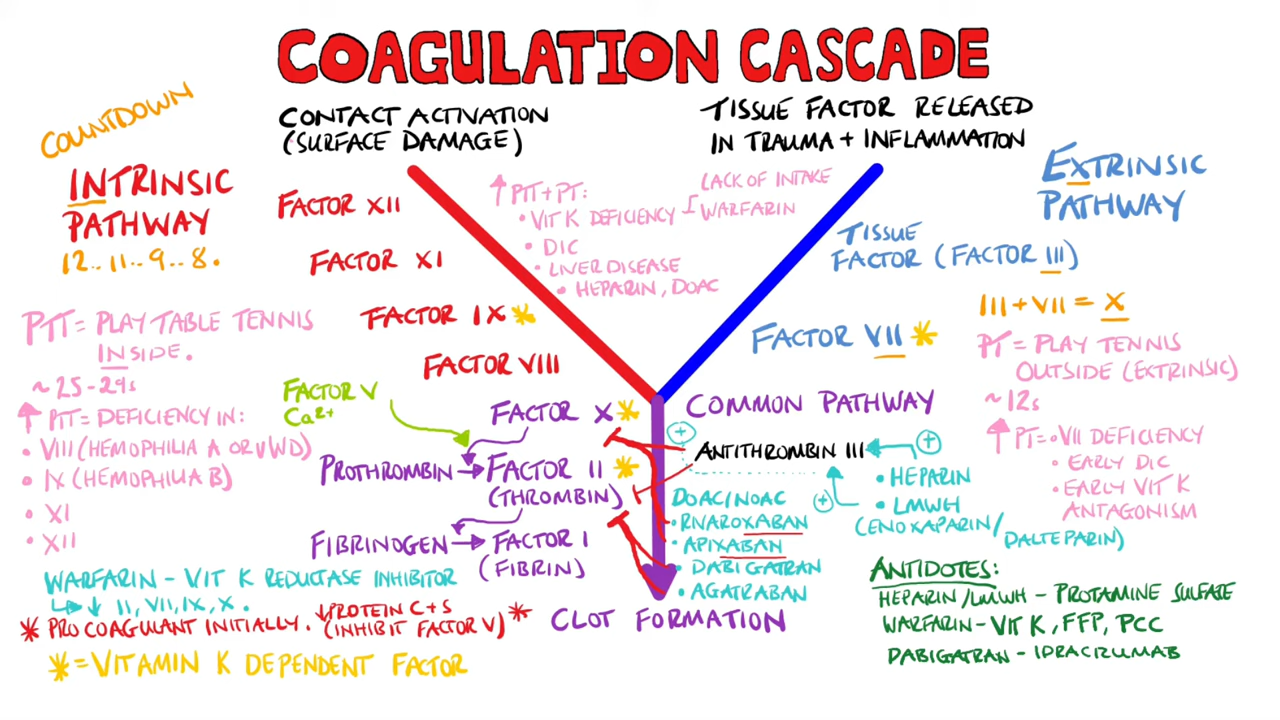 COAGULATION CASCADE
COUNTDOWN
INTRINSIC
PATHWAY
12.. 11.. 9.. 8.
CONTACT ACTIVATION
(SURFACE DAMAGE)
TISSUE FACTOR RELEASED
IN TRAUMA + INFLAMMATION
EXTRINSIC
PATHWAY
FACTOR XII
FACTOR XI
FACTOR IX *
FACTOR VIII
↑ PTT + PT:
• VIT K DEFICIENCY
LACK OF INTAKE
WARFARIN
• DIC
• LIVER DISEASE
• HEPARIN, DOAC
TISSUE
FACTOR (FACTOR III)
FACTOR VII *
III + VII = X
PT = PLAY TENNIS
OUTSIDE (EXTRINSIC)
~12s
↑ PT = • VII DEFICIENCY
• EARLY DIC
• EARLY VIT K
ANTAGONISM
PTT = PLAY TABLE TENNIS
INSIDE.
~25-29s
↑ PTT = DEFICIENCY IN:
• VIII (HEMOPHILIA A OR VWD)
• IX (HEMOPHILIA B)
• XI
• XII
FACTOR V
Ca2+
FACTOR X *
COMMON PATHWAY
PROTHROMBIN → FACTOR II *
(THROMBIN)
FIBRINOGEN → FACTOR I
(FIBRIN)
CLOT FORMATION
+
ANTITHROMBIN III
+
• HEPARIN
• LMWH
(ENOXAPARIN/
DALTEPARIN)
+
DOAC/NOAC
• RIVAROXABAN
• APIXABAN
• DABIGATRAN
• AGATRABAN
WARFARIN - VIT K REDUCTASE INHIBITOR
↳ ↓ II, VII, IX, X.
* PROCOAGULANT INITIALLY. ↓ PROTEIN C + S
(INHIBIT FACTOR V) *
* = VITAMIN K DEPENDENT FACTOR
ANTIDOTES:
HEPARIN/LMWH - PROTAMINE SULFATE
WARFARIN - VIT K, FFP, PCC
DABIGATRAN - IDRACIZUMAB